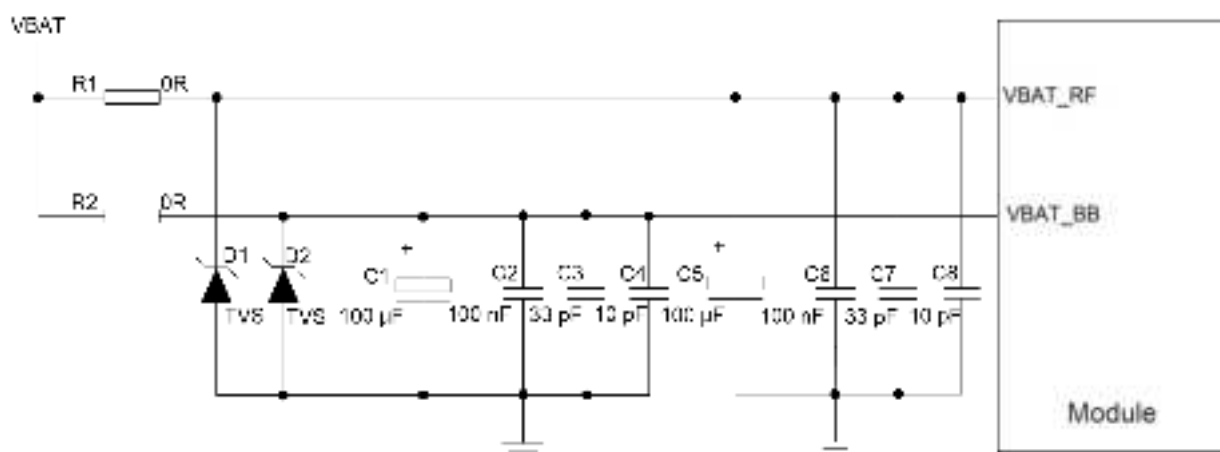 VBAT
R1 0R
VBAT_RF
R2 0R
VBAT_BB
D1 D2 + +
C1 C2 C3 C4 C5 C6 C7 C8
TVS TVS 100 µF 100 nF 33 pF 10 pF 100 µF 100 nF 33 pF 10 pF
Module